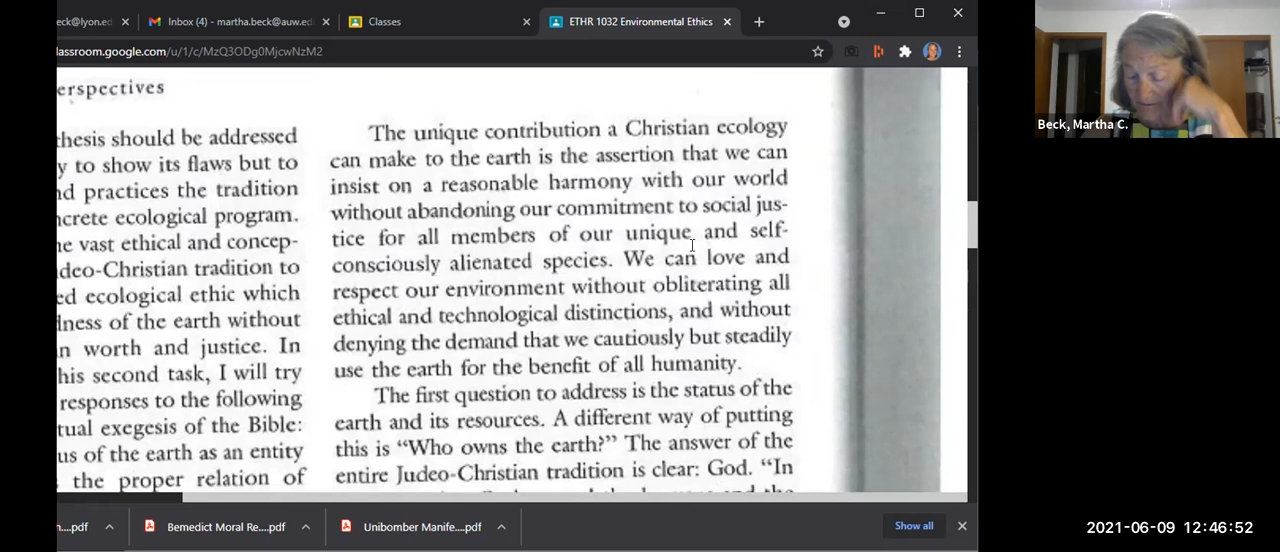 eck@lyon.ed
Inbox (4) - martha.beck@auw.ed
Classes
ETHR 1032 Environmental Ethics
lassroom.google.com/u/1/c/MzQ3ODg0MjcwNzM2
erspectives
thesis should be addressed
y to show its flaws but to
nd practices the tradition
ncrete ecological program.
ne vast ethical and concep-
deo-Christian tradition to
ed ecological ethic which
dness of the earth without
n worth and justice. In
his second task, I will try
responses to the following
tual exegesis of the Bible:
us of the earth as an entity
the proper relation of
The unique contribution a Christian ecology
can make to the earth is the assertion that we can
insist on a reasonable harmony with our world
without abandoning our commitment to social jus-
tice for all members of our unique and self-
consciously alienated species. We can love and
respect our environment without obliterating all
ethical and technological distinctions, and without
denying the demand that we cautiously but steadily
use the earth for the benefit of all humanity.
The first question to address is the status of the
earth and its resources. A different way of putting
this is “Who owns the earth?” The answer of the
entire Judeo-Christian tradition is clear: God. “In
n....pdf
Bemedict Moral Re....pdf
Unibomber Manife....pdf
Show all
Beck, Martha C.
2021-06-09 12:46:52